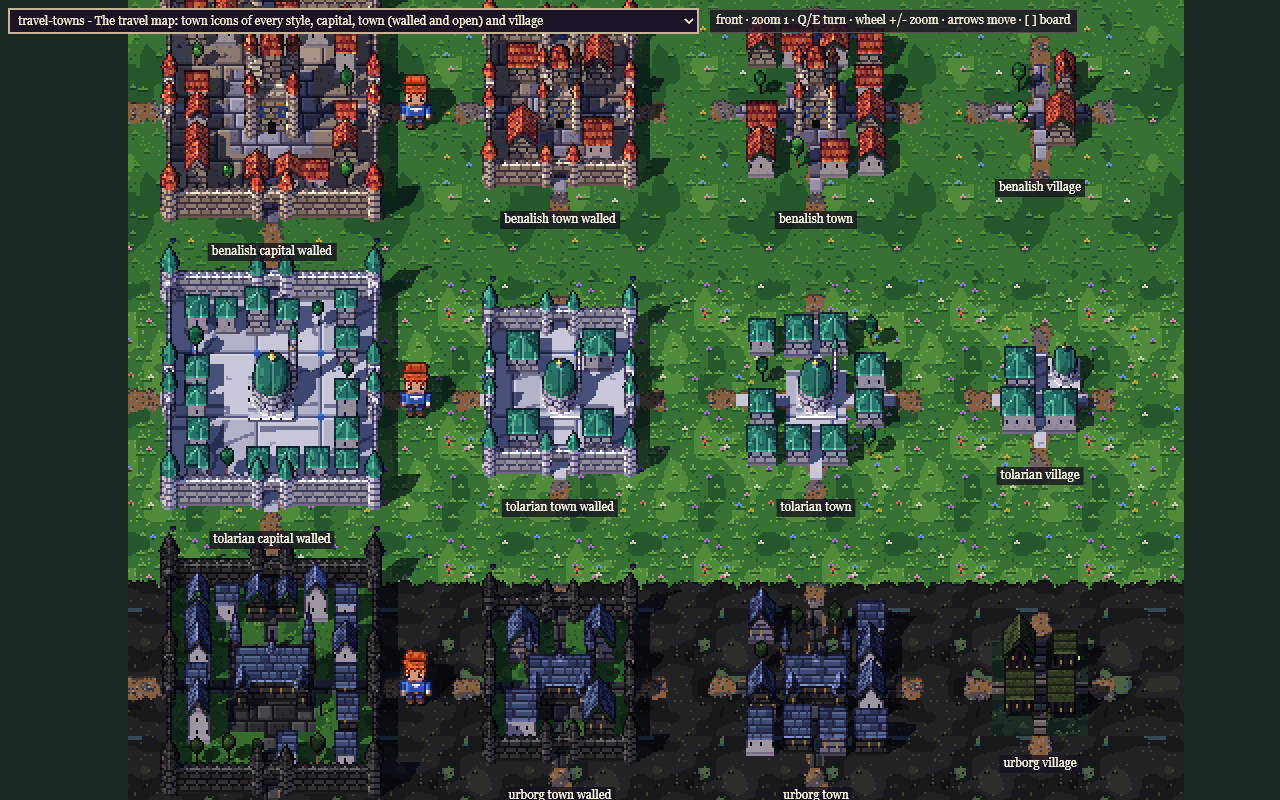 travel-towns - The travel map: town icons of every style, capital, town (walled and open) and village
front · zoom 1 · Q/E turn · wheel +/- zoom · arrows move · [ ] board
benalish capital walled
benalish town walled
benalish town
benalish village
tolarian capital walled
tolarian town walled
tolarian town
tolarian village
urborg town walled
urborg town
urborg village